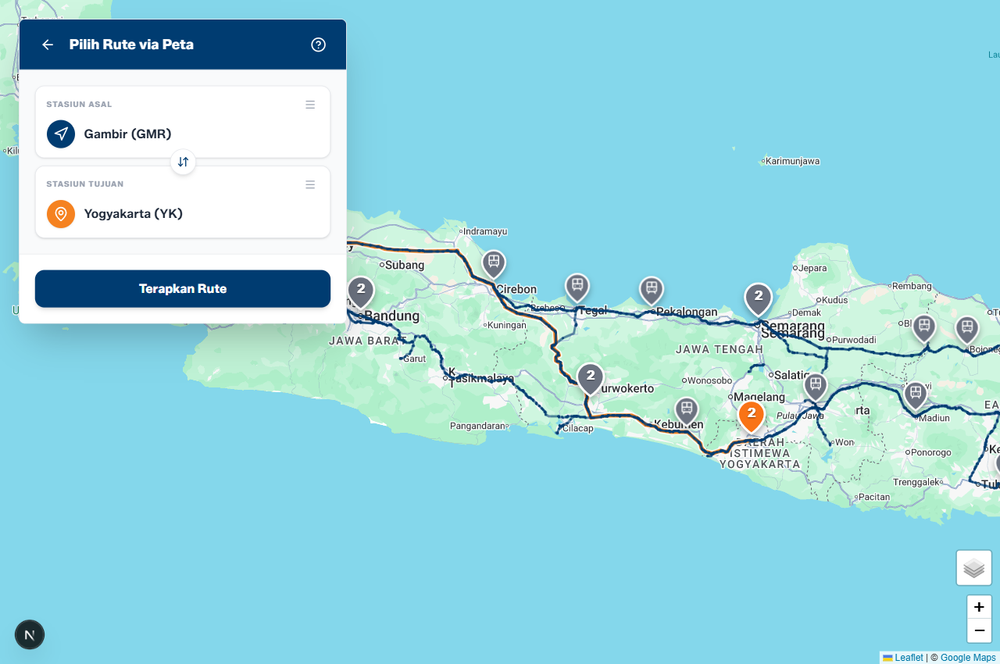 Pilih Rute via Peta
STASIUN ASAL
Gambir (GMR)
STASIUN TUJUAN
Yogyakarta (YK)
Terapkan Rute
Karimunjawa
Indramayu
Subang
Cirebon
Brebes
Tegal
Pekalongan
2
Bandung
JAWA BARAT
Kuningan
Garut
Tasikmalaya
Pangandaran
Cilacap
2
Purwokerto
Wonosobo
JAWA TENGAH
2
Semarang
Semarang
Demak
Kudus
Jepara
Rembang
Purwodadi
Magelang
Kebumen
2
DAERAH
ISTIMEWA
YOGYAKARTA
Pulau Jawa
Madiun
Ponorogo
Trenggalek
Pacitan
+
−
N
Leaflet | © Google Maps